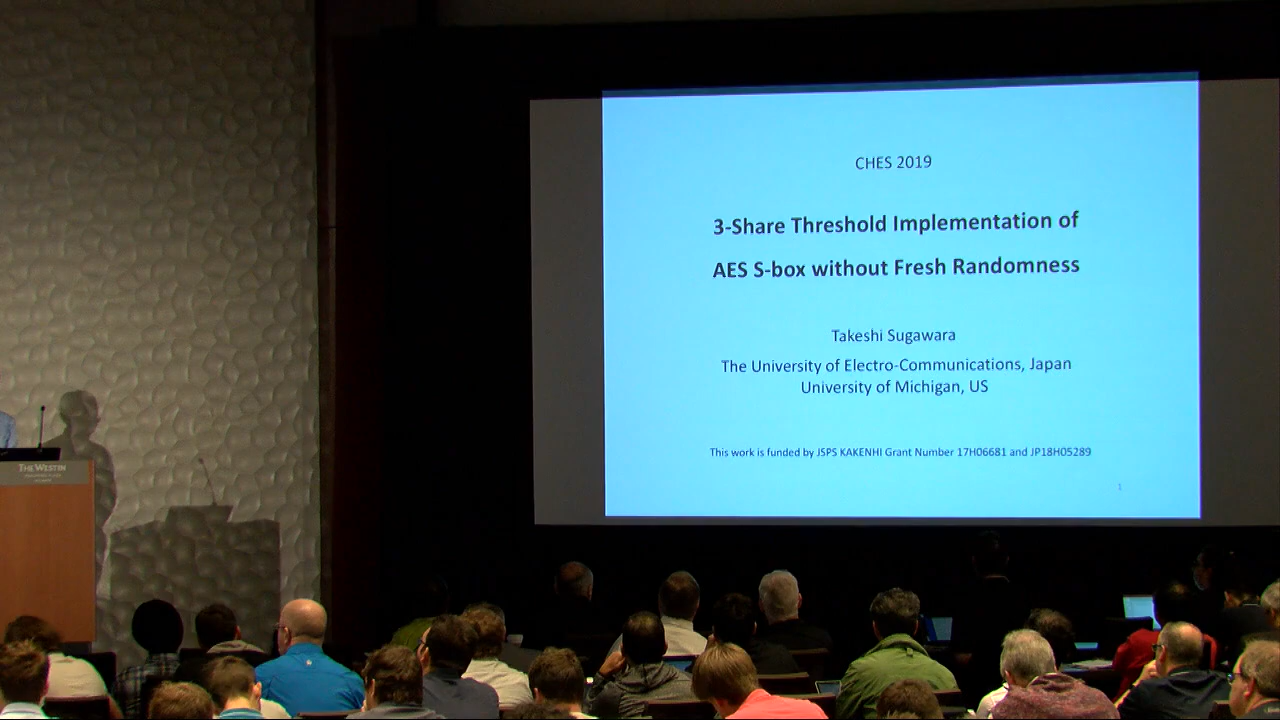 CHES 2019
3-Share Threshold Implementation of
AES S-box without Fresh Randomness
Takeshi Sugawara
The University of Electro-Communications, Japan
University of Michigan, US
This work is funded by JSPS KAKENHI Grant Number 17H06681 and JP18H05289
1
THE WESTIN